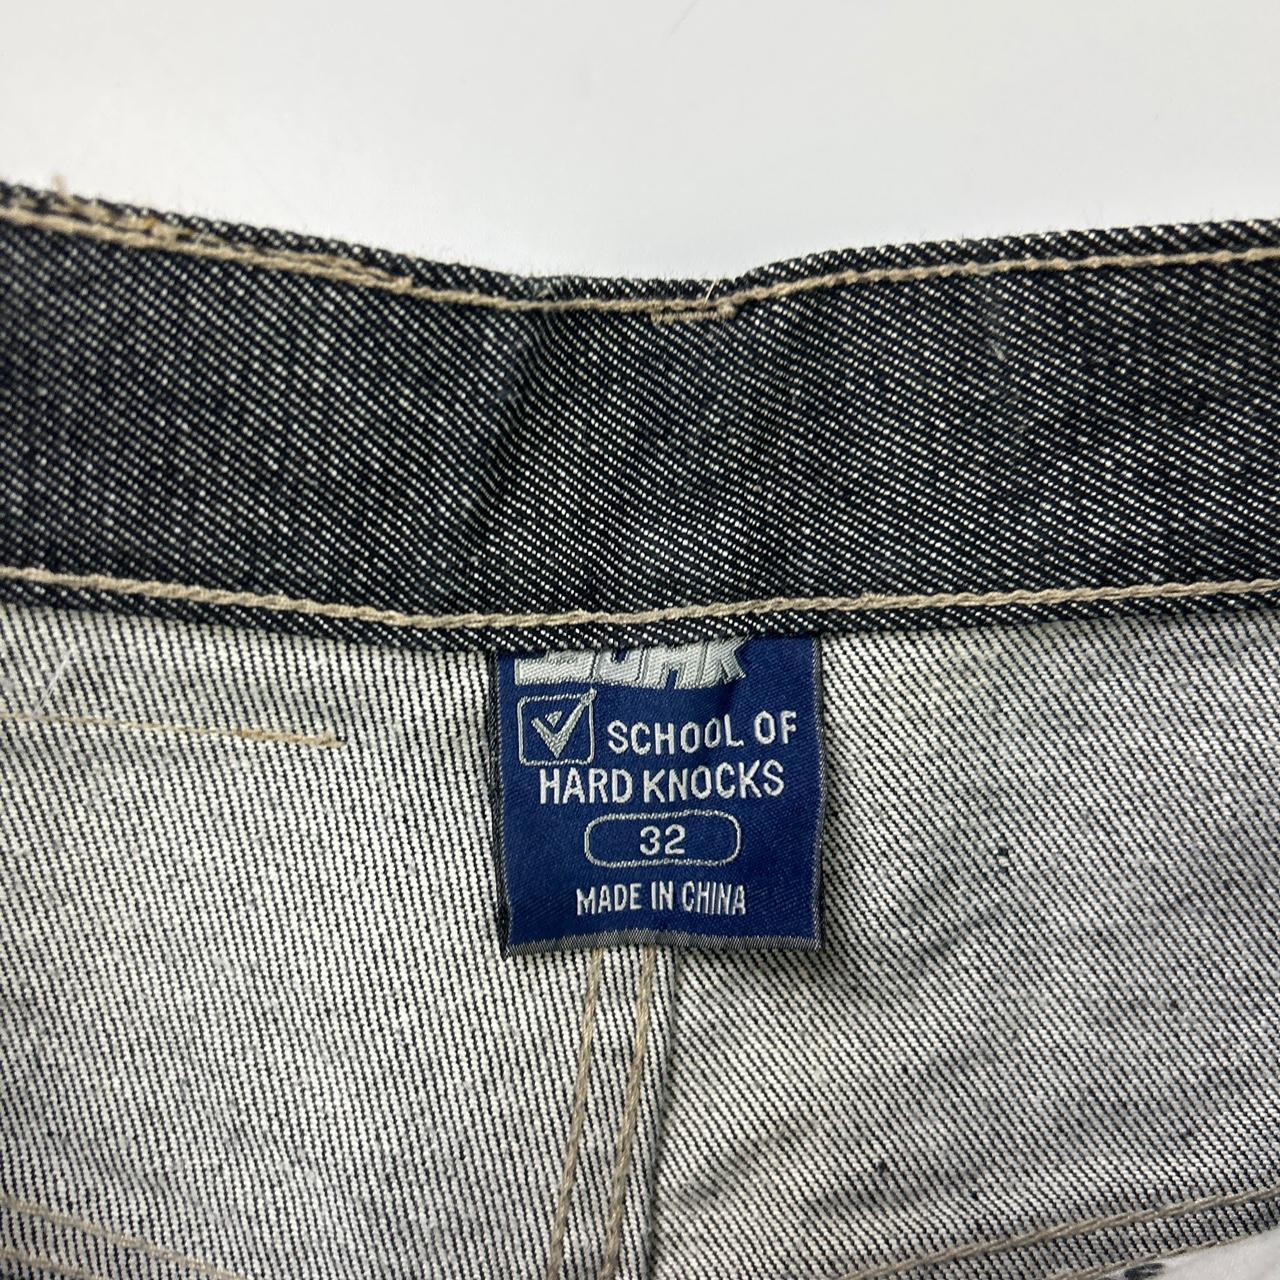 SCHOOL OF
HARD KNOCKS
32
MADE IN CHINA